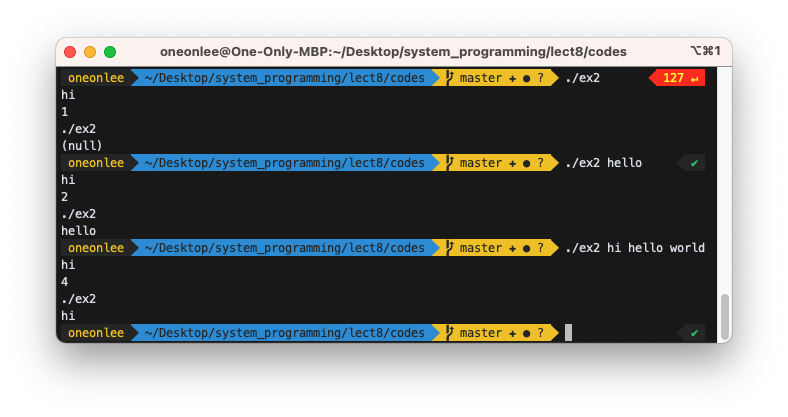 oneonlee@One-Only-MBP:~/Desktop/system_programming/lect8/codes ⌥⌘1
oneonlee ~/Desktop/system_programming/lect8/codes master + ● ? ./ex2 127 ↵
hi
1
./ex2
(null)
oneonlee ~/Desktop/system_programming/lect8/codes master + ● ? ./ex2 hello ✔
hi
2
./ex2
hello
oneonlee ~/Desktop/system_programming/lect8/codes master + ● ? ./ex2 hi hello world
hi
4
./ex2
hi
oneonlee ~/Desktop/system_programming/lect8/codes master + ● ? ✔